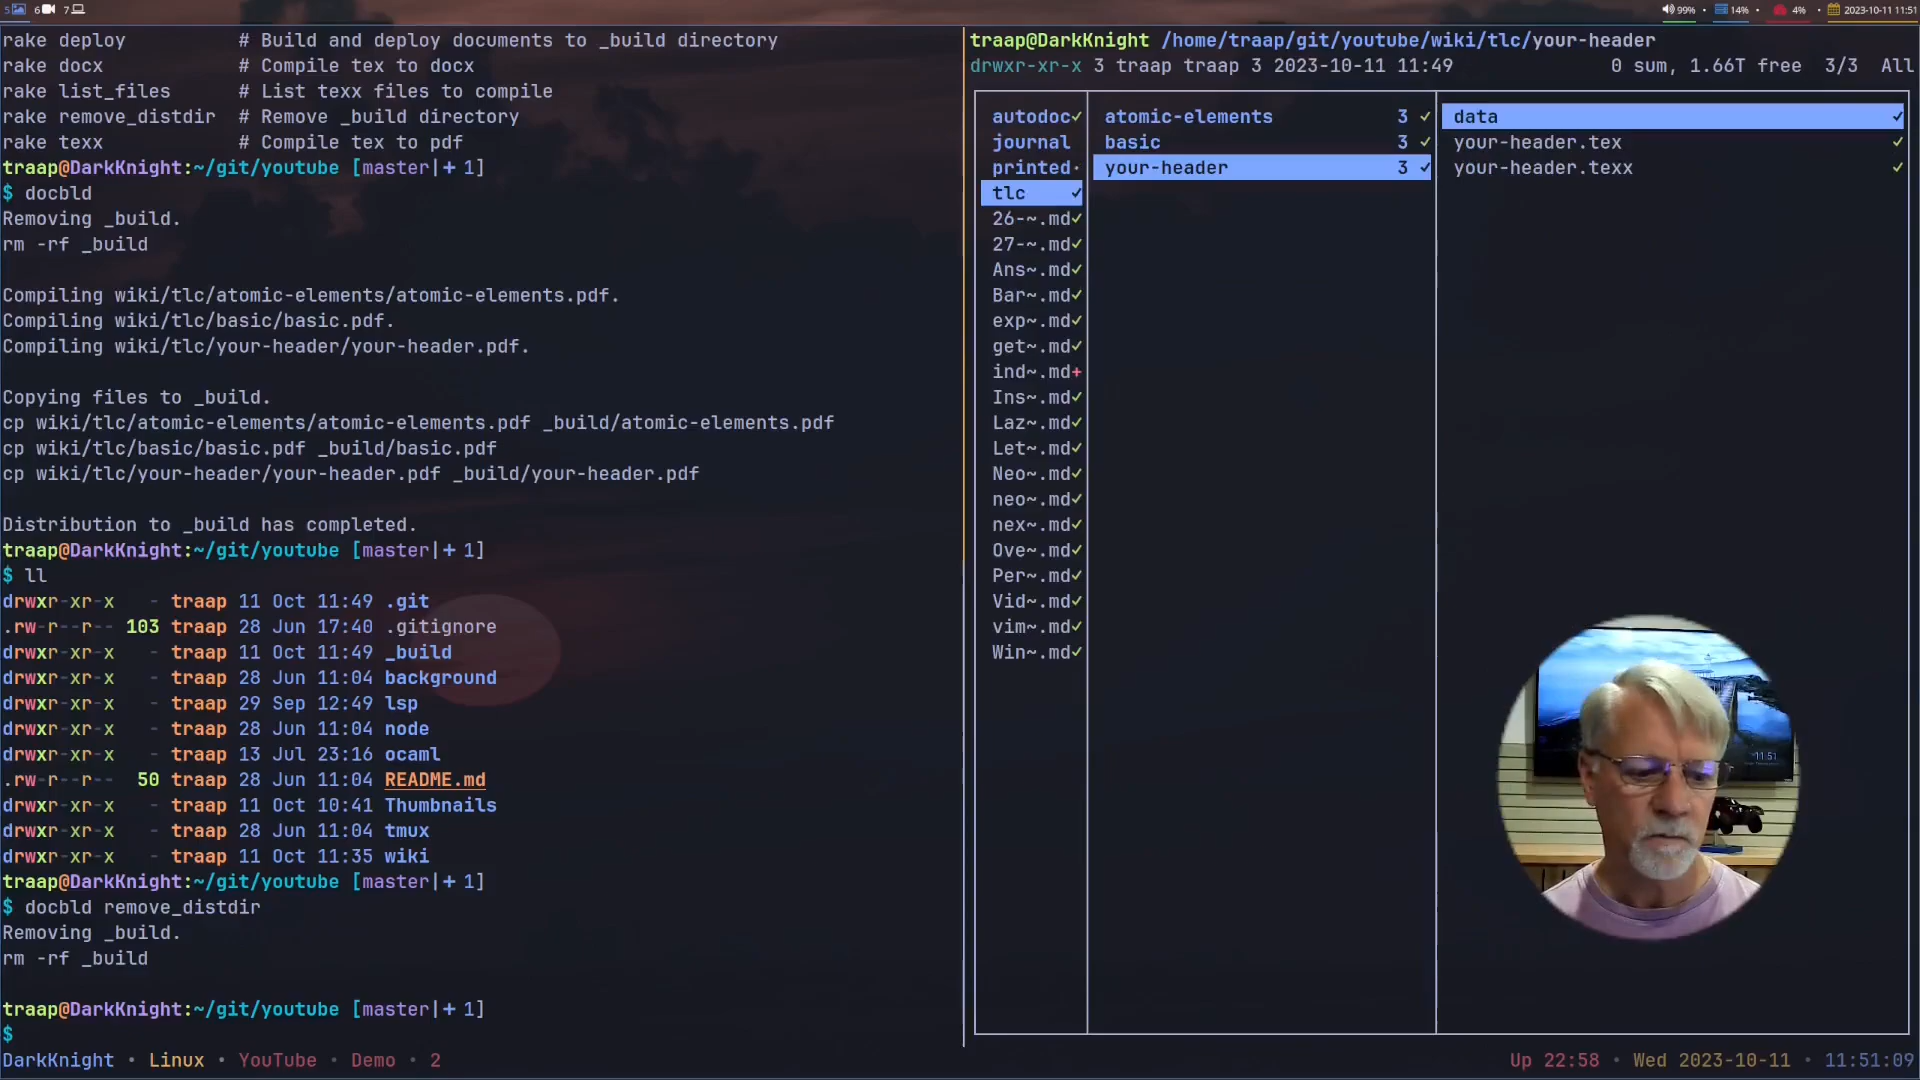 5 6 7
99% • 14% • 4% • 2023-10-11 11:51
rake deploy # Build and deploy documents to _build directory
rake docx # Compile tex to docx
rake list_files # List texx files to compile
rake remove_distdir # Remove _build directory
rake texx # Compile tex to pdf
traap@DarkKnight:~/git/youtube [master|+ 1]
$ docbld
Removing _build.
rm -rf _build
Compiling wiki/tlc/atomic-elements/atomic-elements.pdf.
Compiling wiki/tlc/basic/basic.pdf.
Compiling wiki/tlc/your-header/your-header.pdf.
Copying files to _build.
cp wiki/tlc/atomic-elements/atomic-elements.pdf _build/atomic-elements.pdf
cp wiki/tlc/basic/basic.pdf _build/basic.pdf
cp wiki/tlc/your-header/your-header.pdf _build/your-header.pdf
Distribution to _build has completed.
traap@DarkKnight:~/git/youtube [master|+ 1]
$ ll
drwxr-xr-x - traap 11 Oct 11:49 .git
.rw-r--r-- 103 traap 28 Jun 17:40 .gitignore
drwxr-xr-x - traap 11 Oct 11:49 _build
drwxr-xr-x - traap 28 Jun 11:04 background
drwxr-xr-x - traap 29 Sep 12:49 lsp
drwxr-xr-x - traap 28 Jun 11:04 node
drwxr-xr-x - traap 13 Jul 23:16 ocaml
.rw-r--r-- 50 traap 28 Jun 11:04 README.md
drwxr-xr-x - traap 11 Oct 10:41 Thumbnails
drwxr-xr-x - traap 28 Jun 11:04 tmux
drwxr-xr-x - traap 11 Oct 11:35 wiki
traap@DarkKnight:~/git/youtube [master|+ 1]
$ docbld remove_distdir
Removing _build.
rm -rf _build
traap@DarkKnight:~/git/youtube [master|+ 1]
$
traap@DarkKnight /home/traap/git/youtube/wiki/tlc/your-header
drwxr-xr-x 3 traap traap 3 2023-10-11 11:49 0 sum, 1.66T free 3/3 All
autodoc✓
journal
printed·
tlc ✓
26-~.md✓
27-~.md✓
Ans~.md✓
Bar~.md✓
exp~.md✓
get~.md✓
ind~.md+
Ins~.md✓
Laz~.md✓
Let~.md✓
Neo~.md✓
neo~.md✓
nex~.md✓
Ove~.md✓
Per~.md✓
Vid~.md✓
vim~.md✓
Win~.md✓
atomic-elements 3 ✓
basic 3 ✓
your-header 3 ✓
data ✓
your-header.tex ✓
your-header.texx ✓
11:51
DarkKnight • Linux • YouTube • Demo • 2
Up 22:58 • Wed 2023-10-11 • 11:51:09